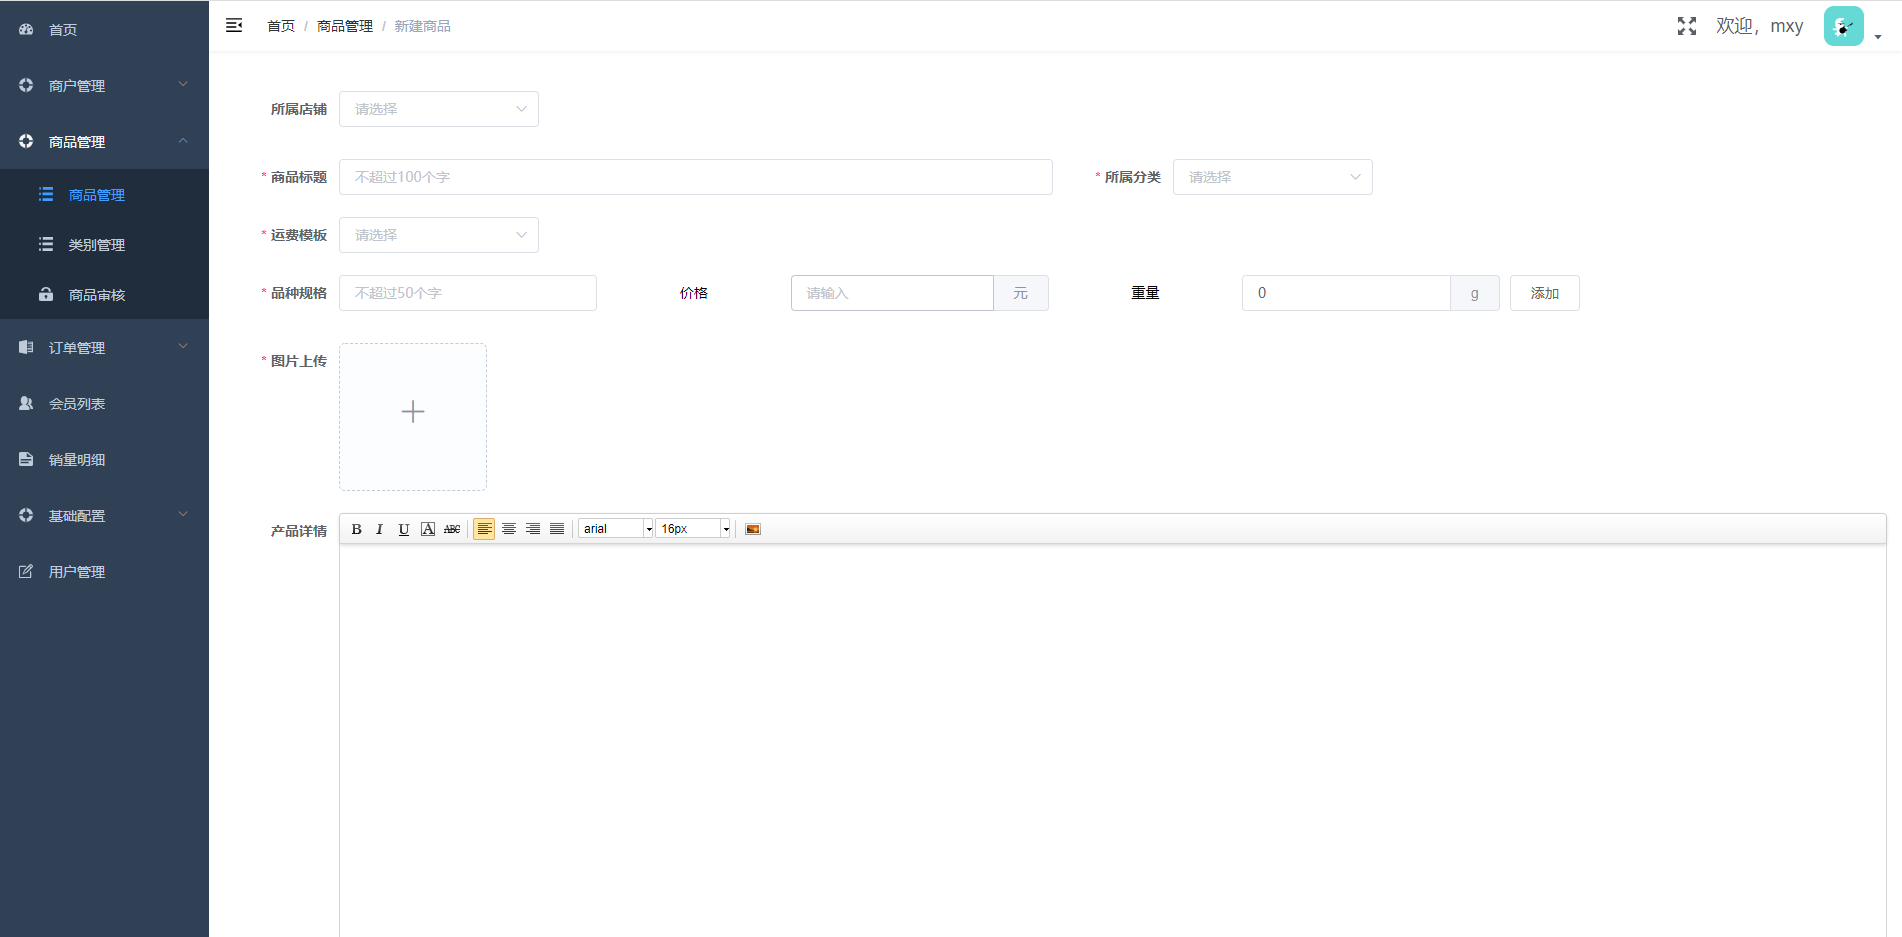 首页
商户管理
商品管理
商品管理
类别管理
商品审核
订单管理
会员列表
销量明细
基础配置
用户管理
首页 / 商品管理 / 新建商品
欢迎，mxy
所属店铺 请选择
* 商品标题 不超过100个字 * 所属分类 请选择
* 运费模板 请选择
* 品种规格 不超过50个字 价格 请输入 元 重量 0 g 添加
* 图片上传
产品详情 B I U A ABC arial 16px